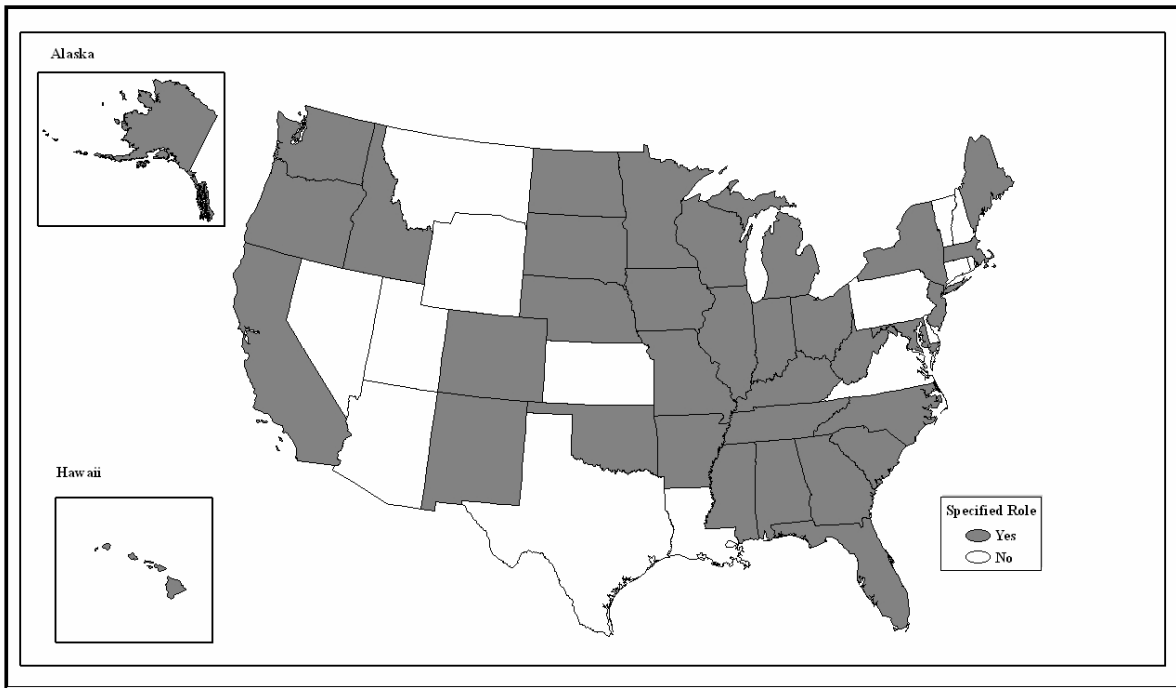 Alaska
Hawaii
Specified Role
Yes
No